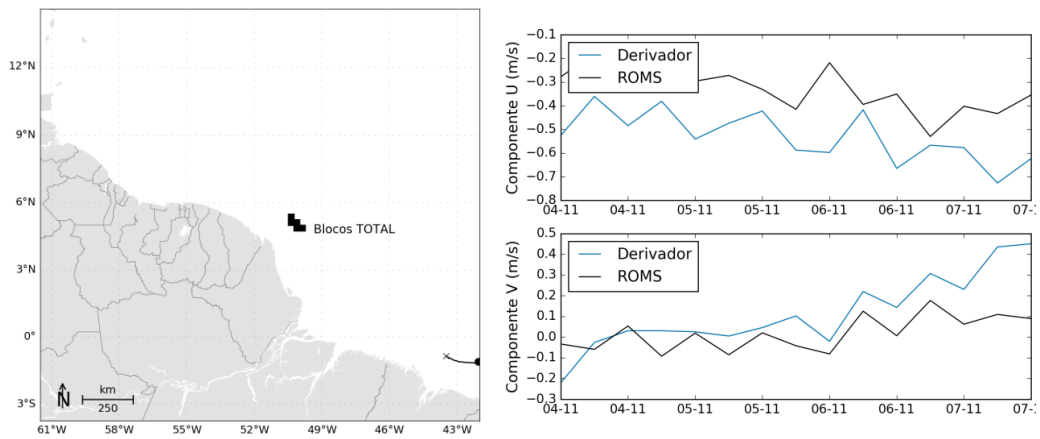 12°N
9°N
6°N
3°N
0°
3°S
61°W
58°W
55°W
52°W
49°W
46°W
43°W
Blocos TOTAL
N
km
250
Componente U (m/s)
−0.1
−0.2
−0.3
−0.4
−0.5
−0.6
−0.7
−0.8
Derivador
ROMS
04-11
04-11
05-11
05-11
06-11
06-11
07-11
07-1
Componente V (m/s)
0.5
0.4
0.3
0.2
0.1
0.0
−0.1
−0.2
−0.3
Derivador
ROMS
04-11
04-11
05-11
05-11
06-11
06-11
07-11
07-1